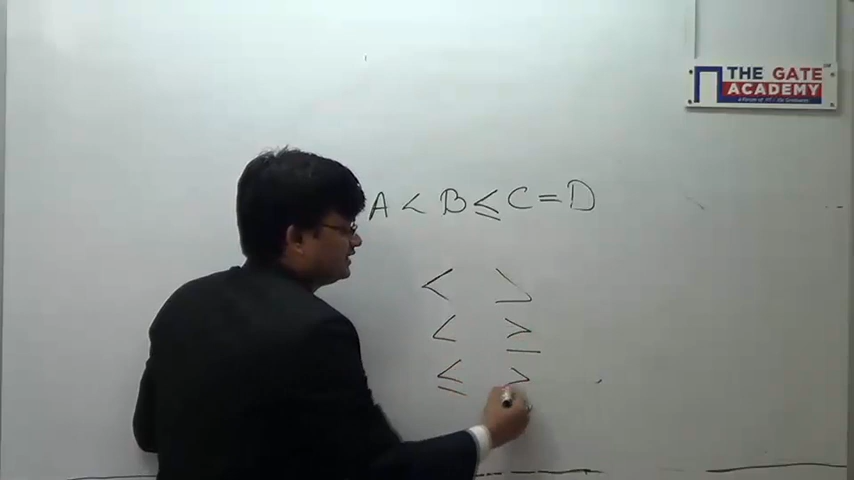 THE GATE
ACADEMY
A < B ≤ C = D
< >
< ≥
≤ >